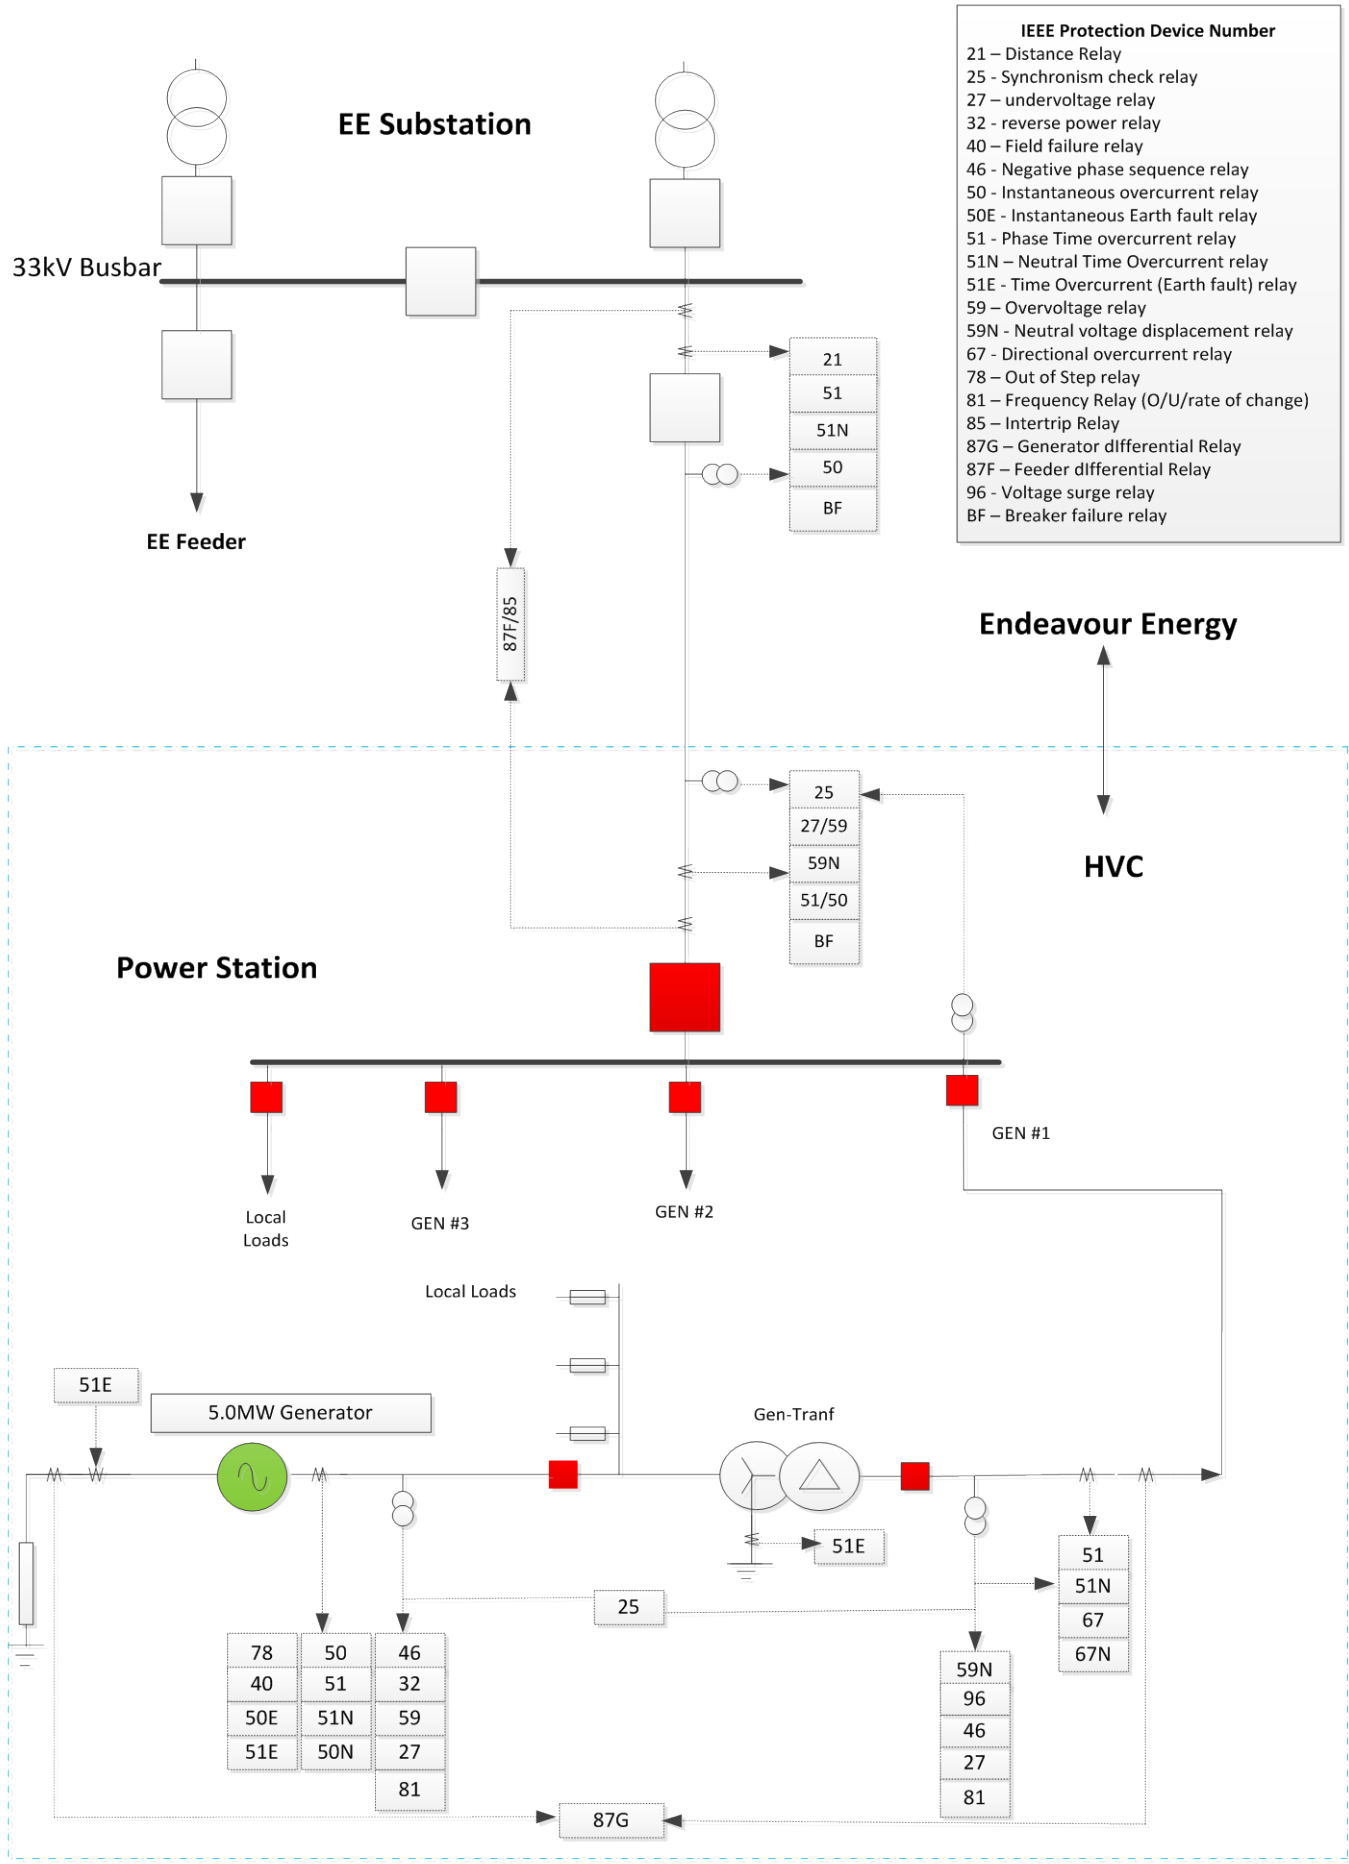 IEEE Protection Device Number
21 – Distance Relay
25 - Synchronism check relay
27 – undervoltage relay
32 - reverse power relay
40 – Field failure relay
46 - Negative phase sequence relay
50 - Instantaneous overcurrent relay
50E - Instantaneous Earth fault relay
51 - Phase Time overcurrent relay
51N – Neutral Time Overcurrent relay
51E - Time Overcurrent (Earth fault) relay
59 – Overvoltage relay
59N - Neutral voltage displacement relay
67 - Directional overcurrent relay
78 – Out of Step relay
81 – Frequency Relay (O/U/rate of change)
85 – Intertrip Relay
87G – Generator dIfferential Relay
87F – Feeder dIfferential Relay
96 - Voltage surge relay
BF – Breaker failure relay
EE Substation
33kV Busbar
21
51
51N
50
BF
EE Feeder
87F/85
Endeavour Energy
HVC
25
27/59
59N
51/50
BF
Power Station
GEN #1
Local
Loads
GEN #3
GEN #2
Local Loads
51E
5.0MW Generator
Gen-Tranf
51E
25
51
51N
67
67N
78
40
50E
51E
50
51
51N
50N
46
32
59
27
81
59N
96
46
27
81
87G